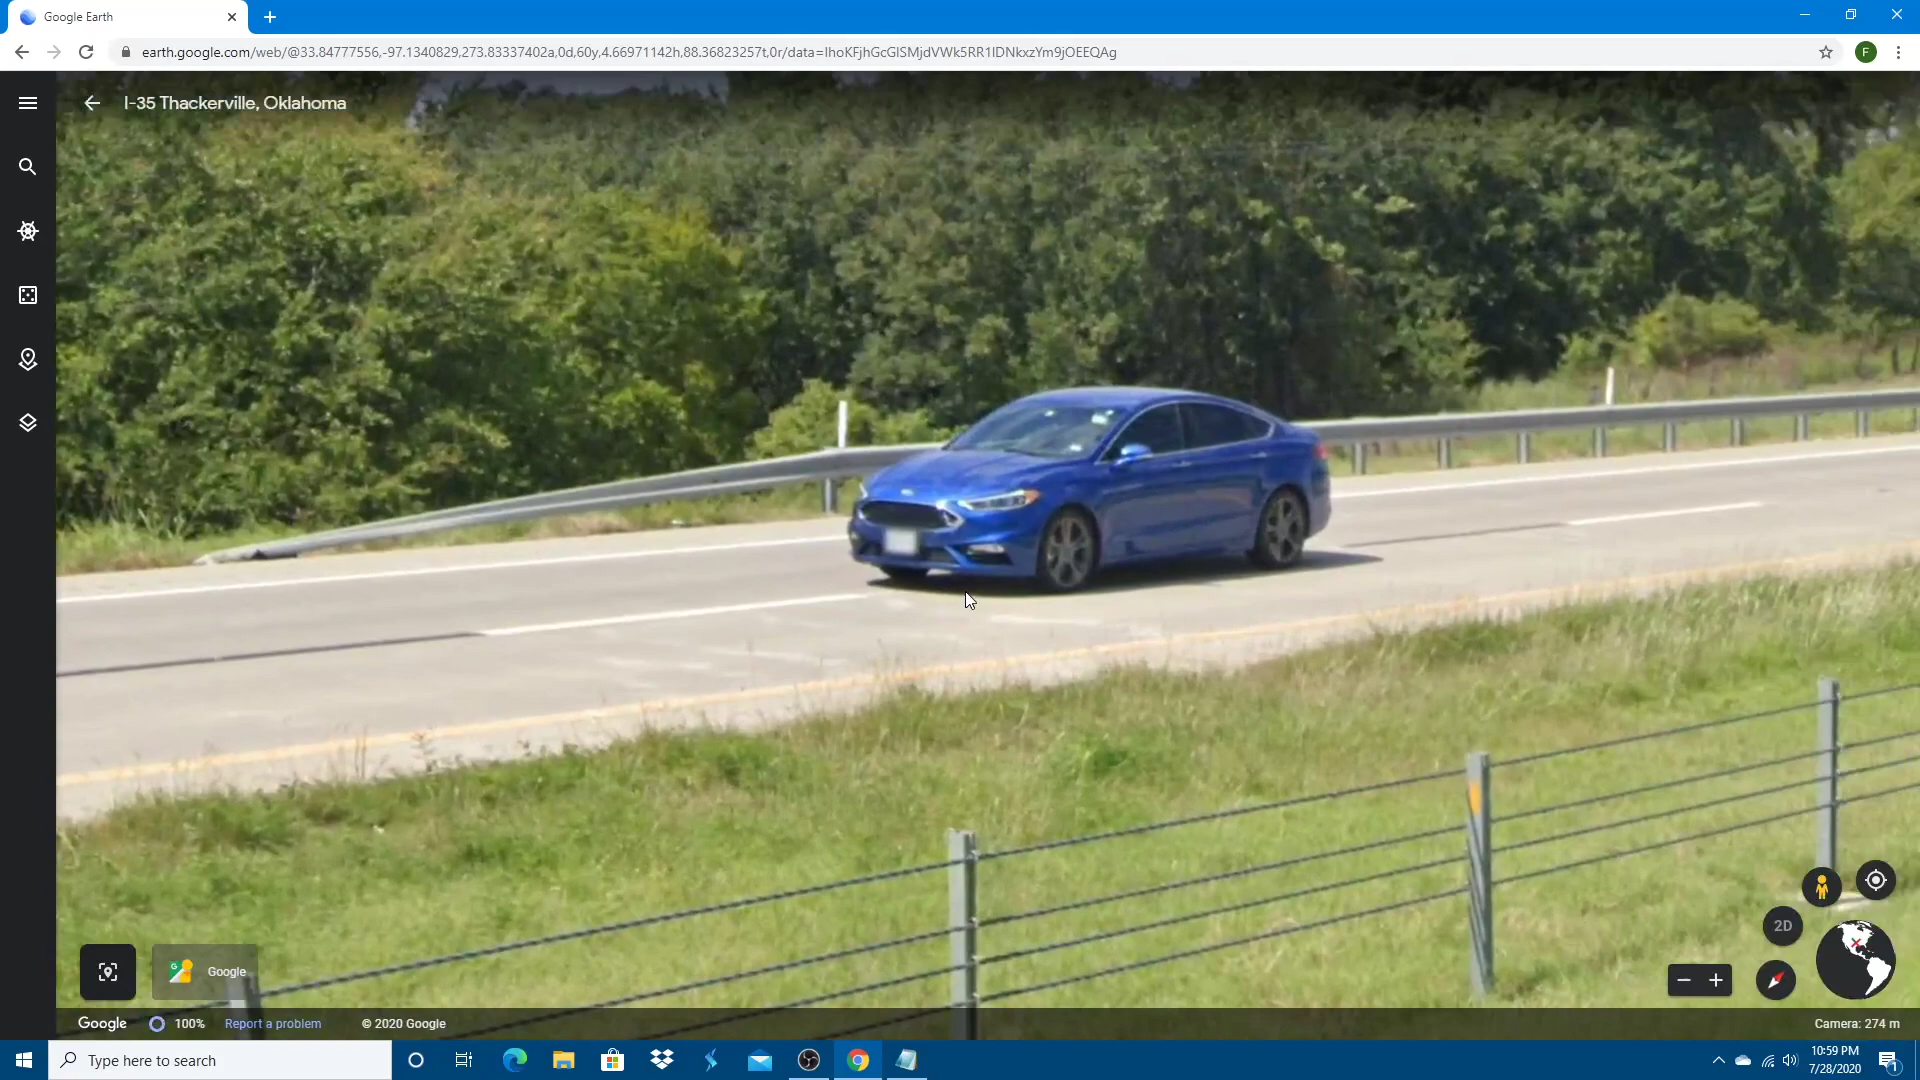 Google Earth
earth.google.com/web/@33.84777556,-97.1340829,273.83337402a,0d,60y,4.66971142h,88.36823257t,0r/data=IhoKFjhGcGlSMjdVWk5RR1lDNkxzYm9jOEEQAg
F
I-35 Thackerville, Oklahoma
2D
Google
Google 100% Report a problem © 2020 Google
Camera: 274 m
Type here to search
10:59 PM
7/28/2020
1